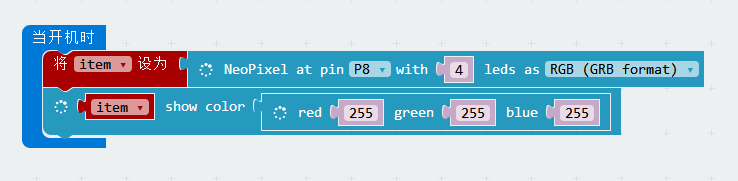 当开机时
将 item 设为 NeoPixel at pin P8 with 4 leds as RGB (GRB format)
item show color red 255 green 255 blue 255